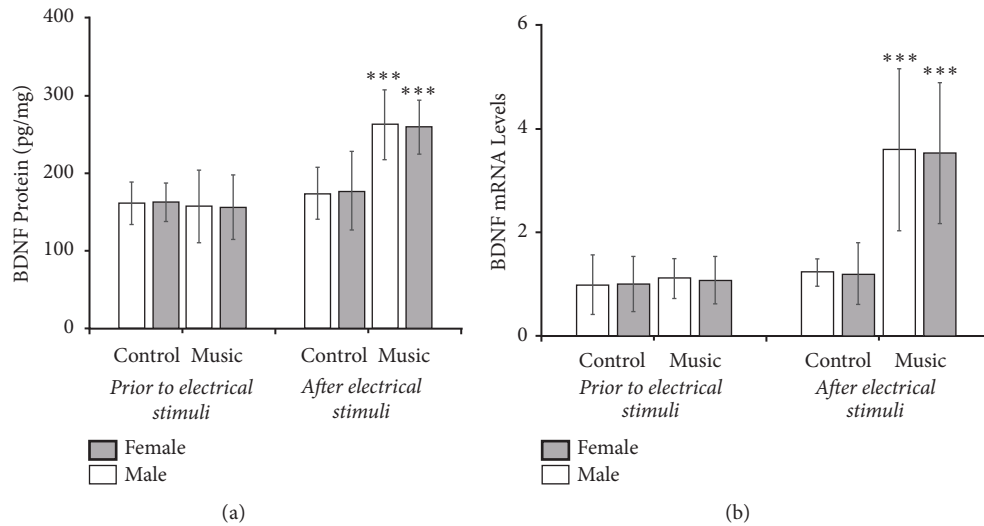 400
300
200
100
0
BDNF Protein (pg/mg)
*** ***
Control Music Control Music
Prior to electrical stimuli
After electrical stimuli
Female
Male
(a)
6
4
2
0
BDNF mRNA Levels
*** ***
Control Music Control Music
Prior to electrical stimuli
After electrical stimuli
Female
Male
(b)